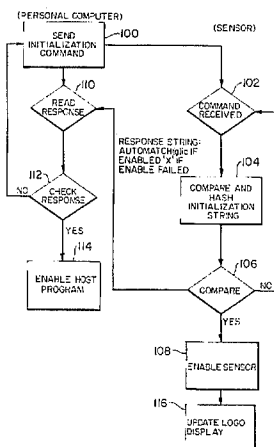 (PERSONAL COMPUTER)
100
SEND
INITIALIZATION
COMMAND
(SENSOR)
110
READ
RESPONSE
102
COMMAND
RECEIVED
RESPONSE STRING:
AUTOMATCHglic IF
ENABLED 'X' IF
ENABLE FAILED
104
COMPARE AND
HASH
INITIALIZATION
STRING
112
CHECK
RESPONSE
NO
YES
114
ENABLE HOST
PROGRAM
106
COMPARE
NO
YES
108
ENABLE SENSOR
116
UPDATE LOGO
DISPLAY